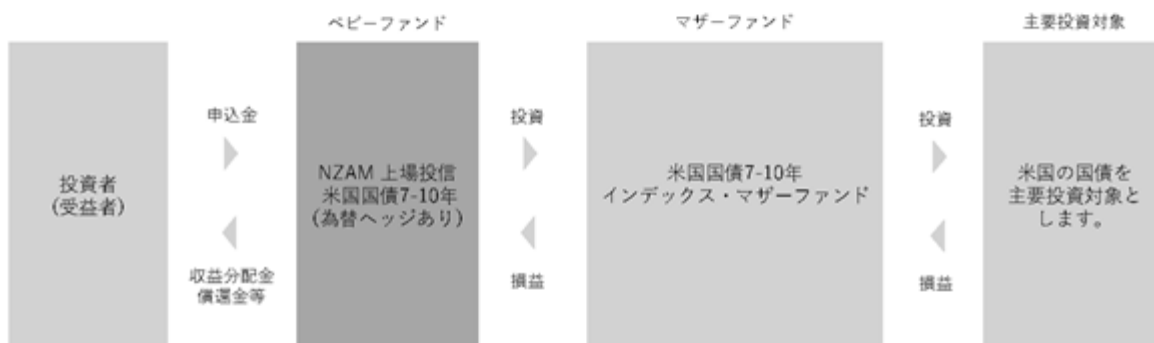 ベビーファンド
マザーファンド
主要投資対象
投資者
(受益者)
申込金
収益分配金
償還金等
NZAM 上場投信
米国国債7-10年
(為替ヘッジあり)
投資
損益
米国国債7-10年
インデックス・マザーファンド
投資
損益
米国の国債を
主要投資対象と
します。